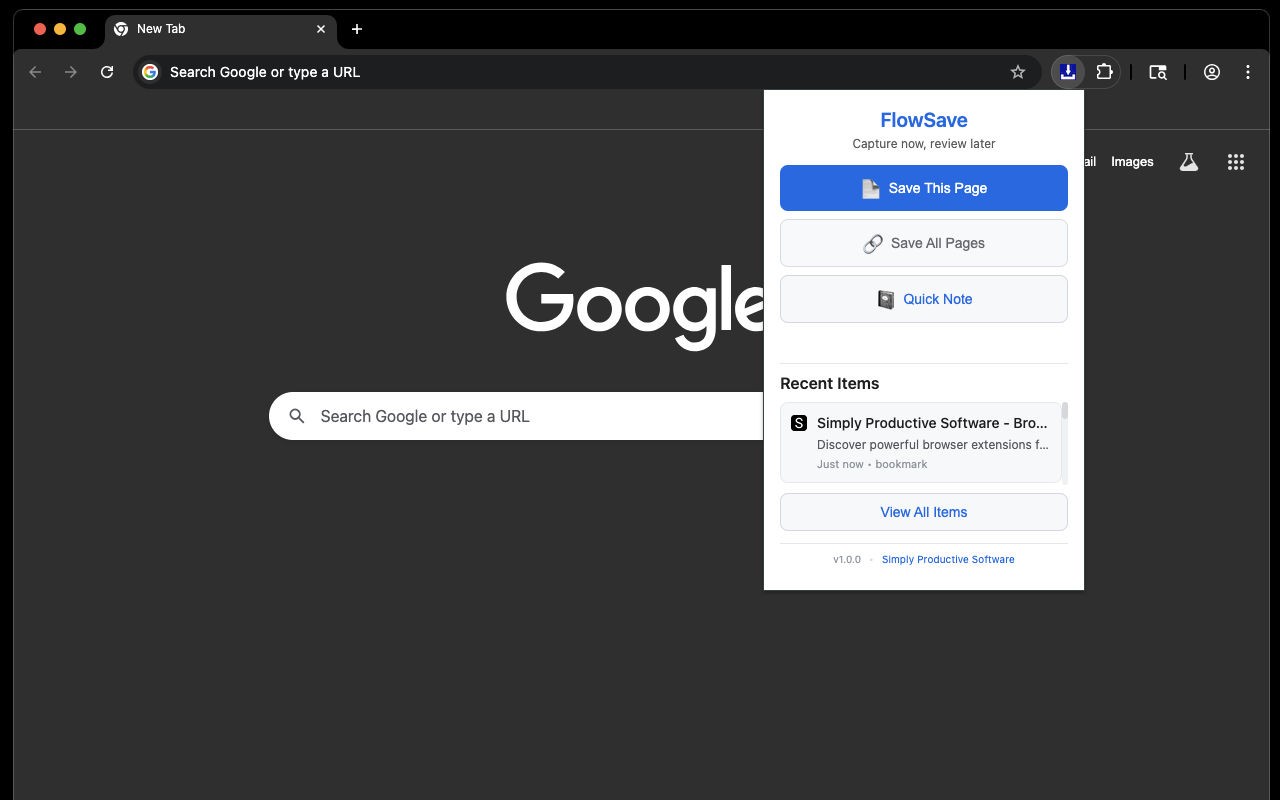 New Tab
Search Google or type a URL
FlowSave
Capture now, review later
ail Images
Save This Page
Save All Pages
Quick Note
Google
Search Google or type a URL
Recent Items
S
Simply Productive Software - Bro...
Discover powerful browser extensions f...
Just now • bookmark
View All Items
v1.0.0 · Simply Productive Software